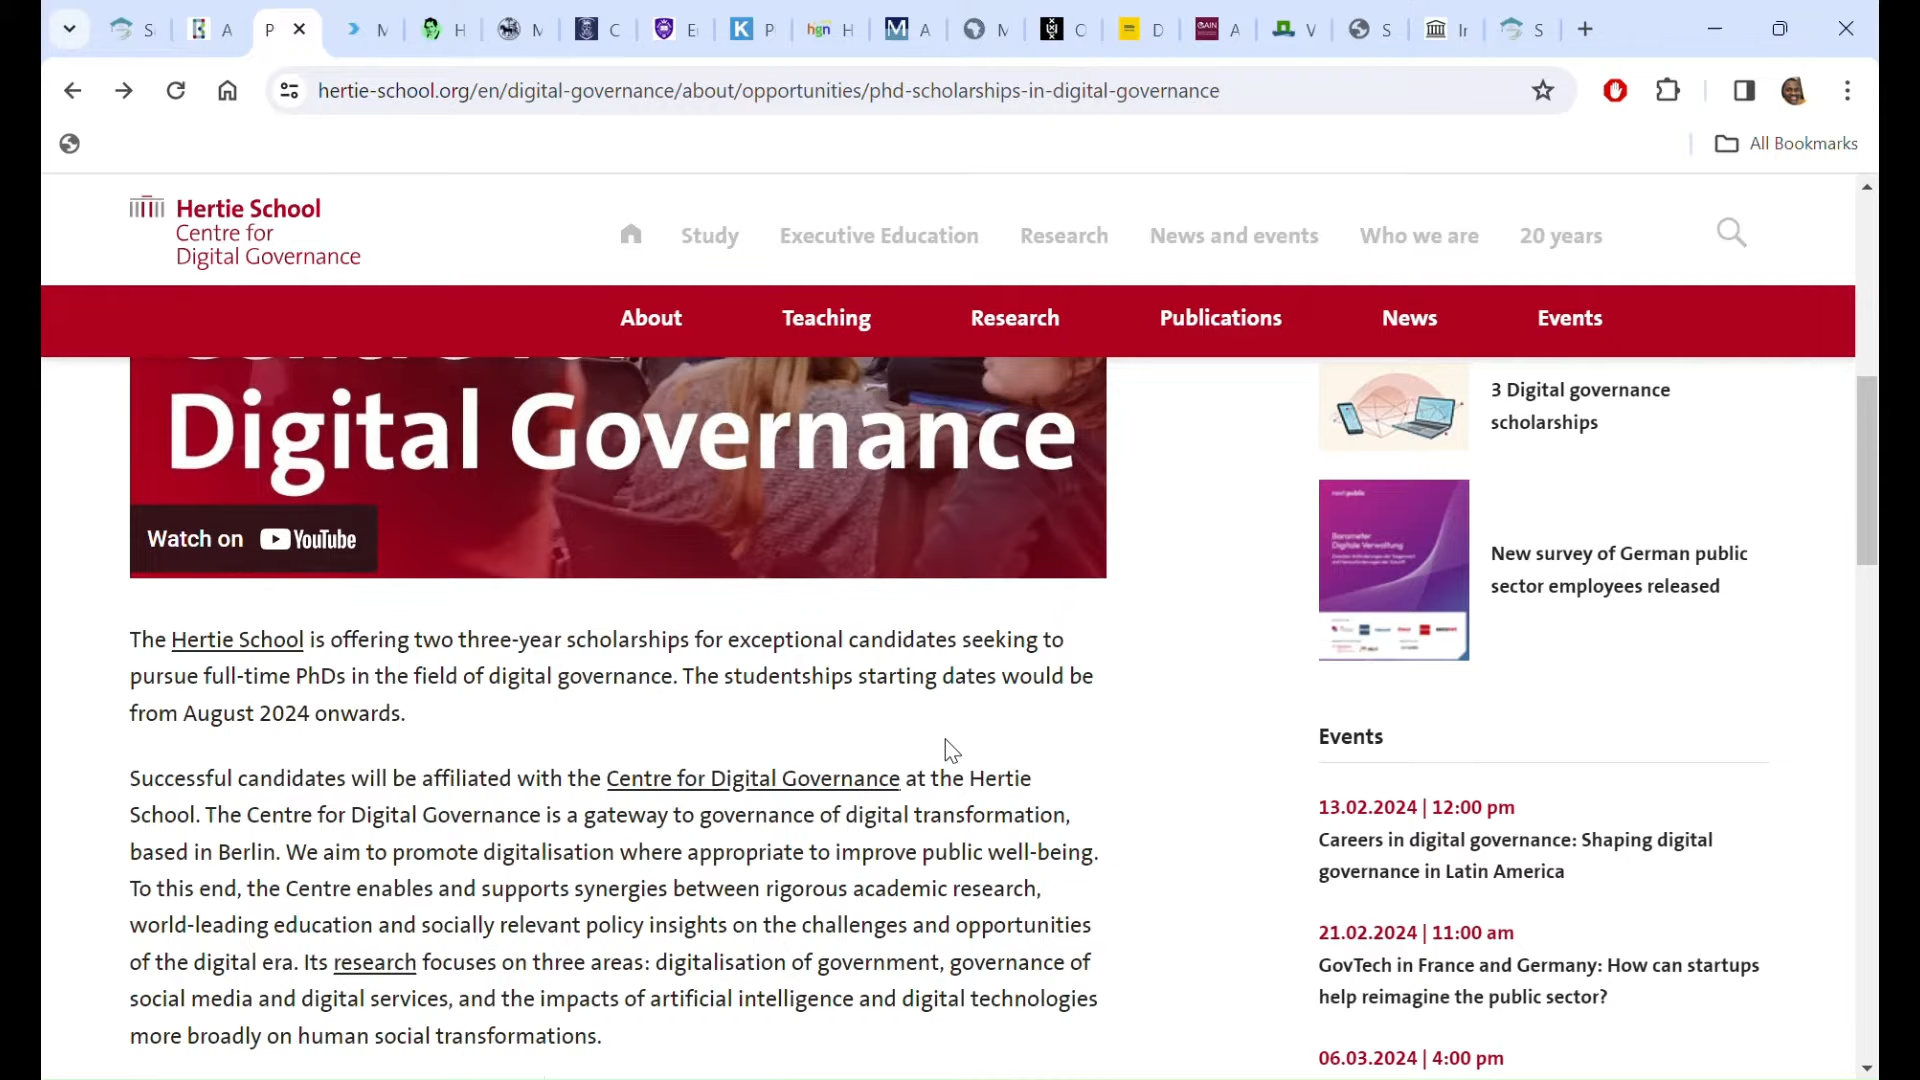 S
A
P
M
H
M
C
E
P
hgn H
M A
M
C
D
GAIN A
V
S
Ir
S
hertie-school.org/en/digital-governance/about/opportunities/phd-scholarships-in-digital-governance
All Bookmarks
Hertie School
Centre for
Digital Governance
Study Executive Education Research News and events Who we are 20 years
About Teaching Research Publications News Events
Digital Governance
Watch on YouTube
The Hertie School is offering two three-year scholarships for exceptional candidates seeking to
pursue full-time PhDs in the field of digital governance. The studentships starting dates would be
from August 2024 onwards.
Successful candidates will be affiliated with the Centre for Digital Governance at the Hertie
School. The Centre for Digital Governance is a gateway to governance of digital transformation,
based in Berlin. We aim to promote digitalisation where appropriate to improve public well-being.
To this end, the Centre enables and supports synergies between rigorous academic research,
world-leading education and socially relevant policy insights on the challenges and opportunities
of the digital era. Its research focuses on three areas: digitalisation of government, governance of
social media and digital services, and the impacts of artificial intelligence and digital technologies
more broadly on human social transformations.
3 Digital governance
scholarships
Barometer
Digitale Verwaltung
New survey of German public
sector employees released
Events
13.02.2024 | 12:00 pm
Careers in digital governance: Shaping digital
governance in Latin America
21.02.2024 | 11:00 am
GovTech in France and Germany: How can startups
help reimagine the public sector?
06.03.2024 | 4:00 pm